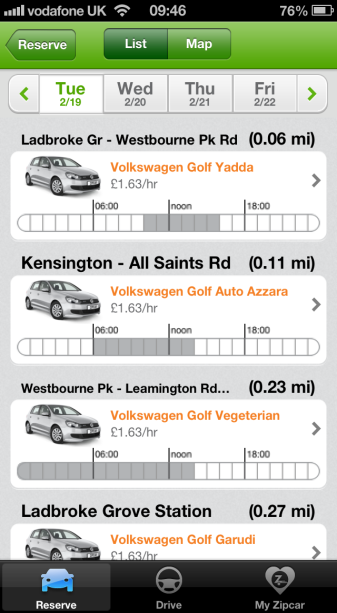 vodafone UK 09:46 76%
Reserve List Map
Tue Wed Thu Fri
2/19 2/20 2/21 2/22
Ladbroke Gr - Westbourne Pk Rd (0.06 mi)
Volkswagen Golf Yadda
£1.63/hr
06:00 noon 18:00
Kensington - All Saints Rd (0.11 mi)
Volkswagen Golf Auto Azzara
£1.63/hr
06:00 noon 18:00
Westbourne Pk - Leamington Rd... (0.23 mi)
Volkswagen Golf Vegeterian
£1.63/hr
06:00 noon 18:00
Ladbroke Grove Station (0.27 mi)
Volkswagen Golf Garudi
£1.63/hr
Reserve Drive My Zipcar